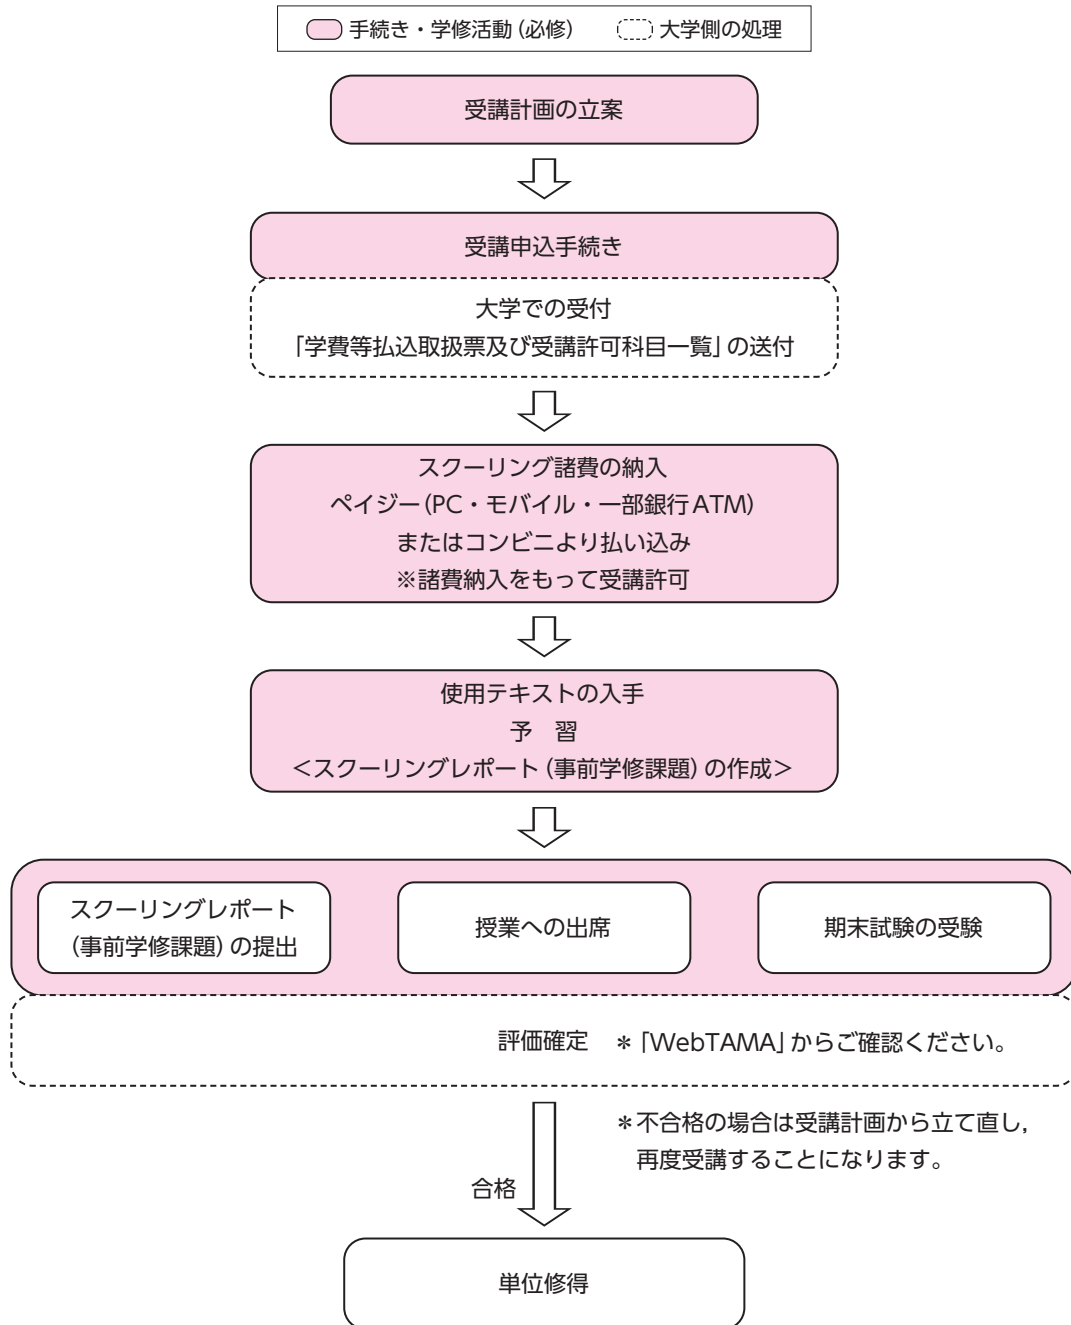 手続き・学修活動(必修) 大学側の処理
受講計画の立案
受講申込手続き
大学での受付
「学費等払込取扱票及び受講許可科目一覧」の送付
スクーリング諸費の納入
ペイジー(PC・モバイル・一部銀行ATM)
またはコンビニより払い込み
※諸費納入をもって受講許可
使用テキストの入手
予　習
<スクーリングレポート(事前学修課題)の作成>
スクーリングレポート
(事前学修課題)の提出
授業への出席
期末試験の受験
評価確定 *「WebTAMA」からご確認ください。
*不合格の場合は受講計画から立て直し,
再度受講することになります。
合格
単位修得